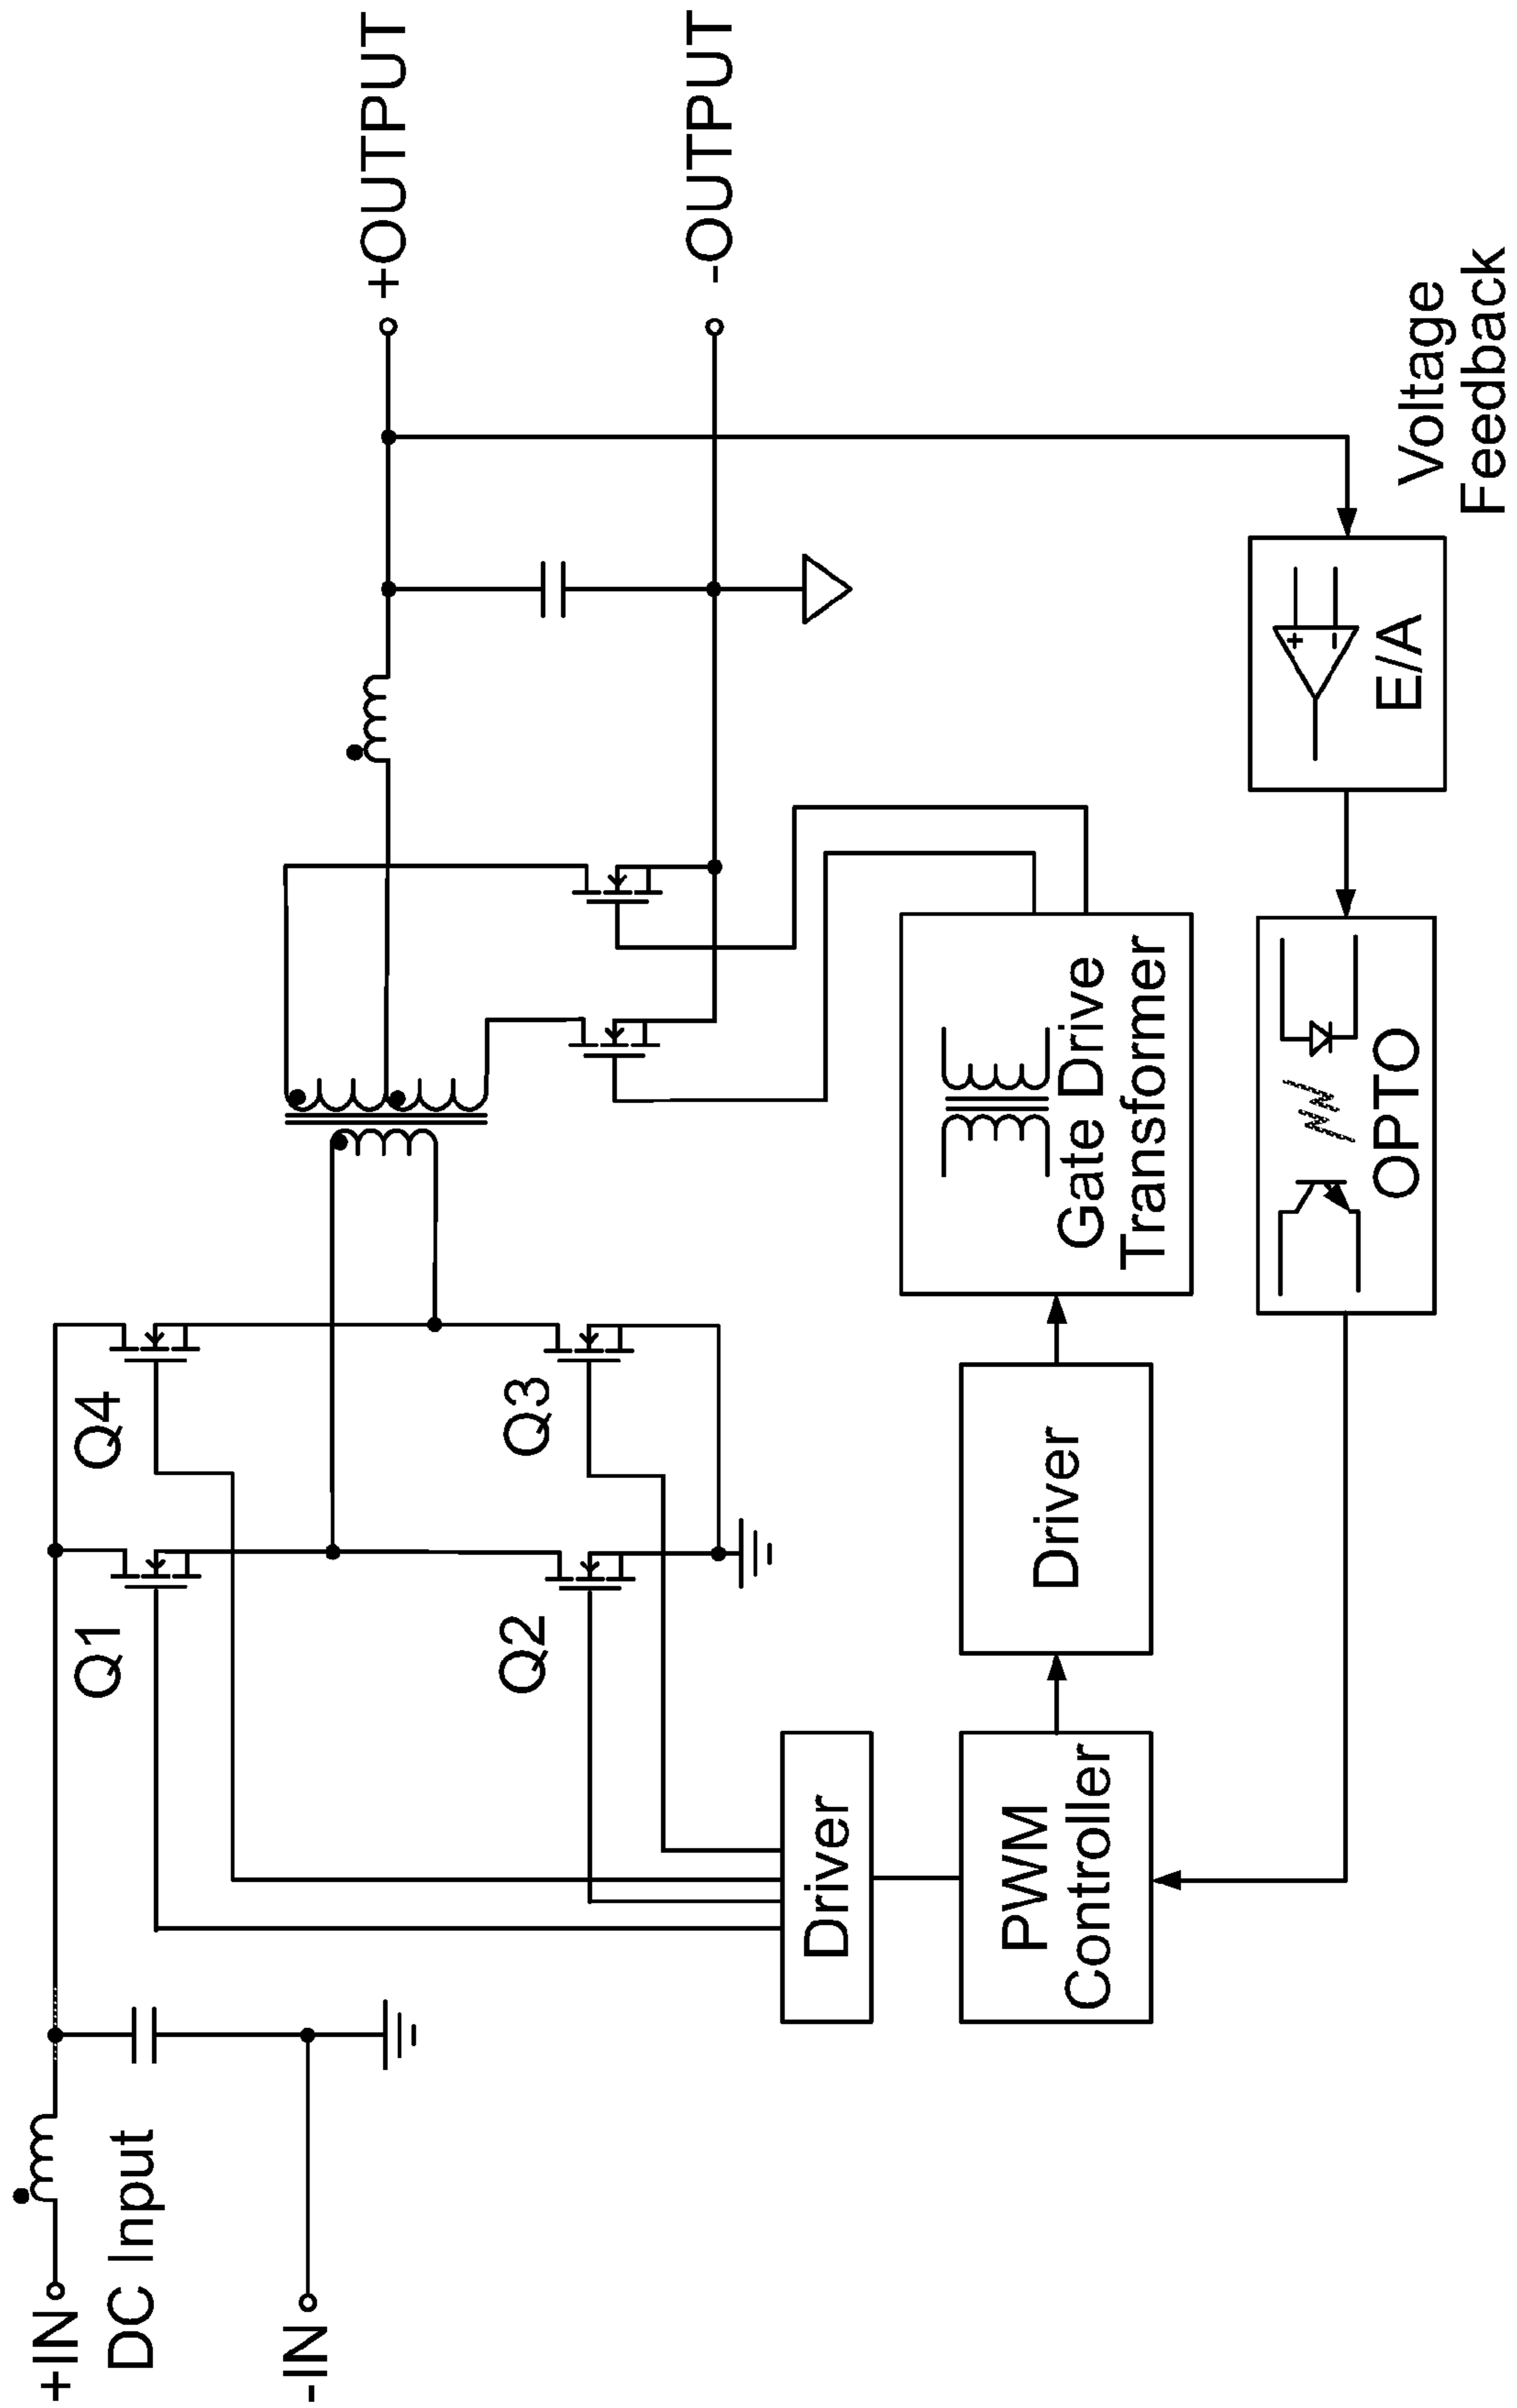 +IN
DC Input
-IN
Q1
Q4
Q2
Q3
+OUTPUT
-OUTPUT
Driver
PWM
Controller
Driver
Gate Drive
Transformer
OPTO
+
-
E/A
Voltage
Feedback